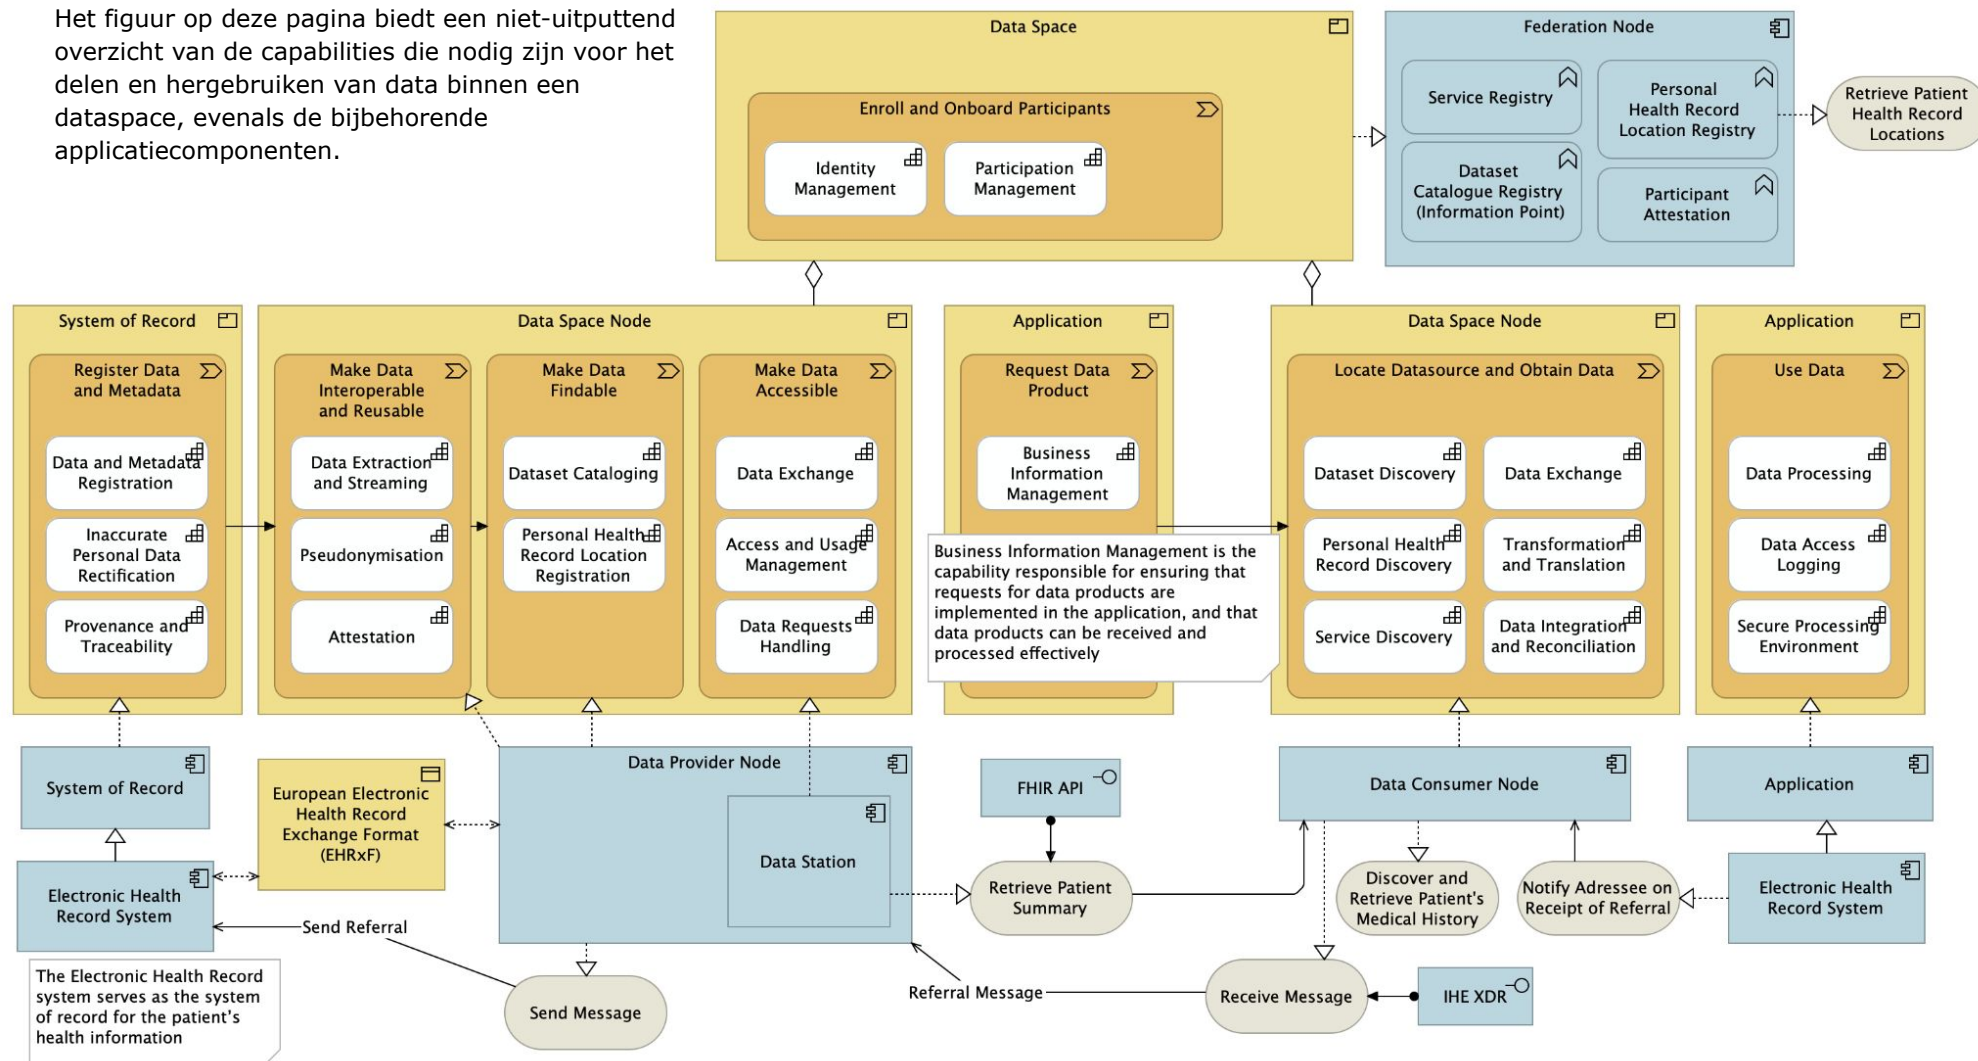 Het figuur op deze pagina biedt een niet-uitputtend
overzicht van de capabilities die nodig zijn voor het
delen en hergebruiken van data binnen een
dataspace, evenals de bijbehorende
applicatiecomponenten.
Data Space
Enroll and Onboard Participants
Identity
Management
Participation
Management
Federation Node
Service Registry
Personal
Health Record
Location Registry
Dataset
Catalogue Registry
(Information Point)
Participant
Attestation
Retrieve Patient
Health Record
Locations
System of Record
Register Data
and Metadata
Data and Metadata
Registration
Inaccurate
Personal Data
Rectification
Provenance and
Traceability
Data Space Node
Make Data
Interoperable
and Reusable
Data Extraction
and Streaming
Pseudonymisation
Attestation
Make Data
Findable
Dataset Cataloging
Personal Health
Record Location
Registration
Make Data
Accessible
Data Exchange
Access and Usage
Management
Data Requests
Handling
Application
Request Data
Product
Business
Information
Management
Business Information Management is the
capability responsible for ensuring that
requests for data products are
implemented in the application, and that
data products can be received and
processed effectively
Data Space Node
Locate Datasource and Obtain Data
Dataset Discovery
Data Exchange
Personal Health
Record Discovery
Transformation
and Translation
Service Discovery
Data Integration
and Reconciliation
Application
Use Data
Data Processing
Data Access
Logging
Secure Processing
Environment
System of Record
European Electronic
Health Record
Exchange Format
(EHRxF)
Data Provider Node
Data Station
FHIR API
Data Consumer Node
Application
Electronic Health
Record System
Send Referral
Retrieve Patient
Summary
Discover and
Retrieve Patient's
Medical History
Notify Adressee on
Receipt of Referral
Electronic Health
Record System
The Electronic Health Record
system serves as the system
of record for the patient's
health information
Send Message
Referral Message
Receive Message
IHE XDR